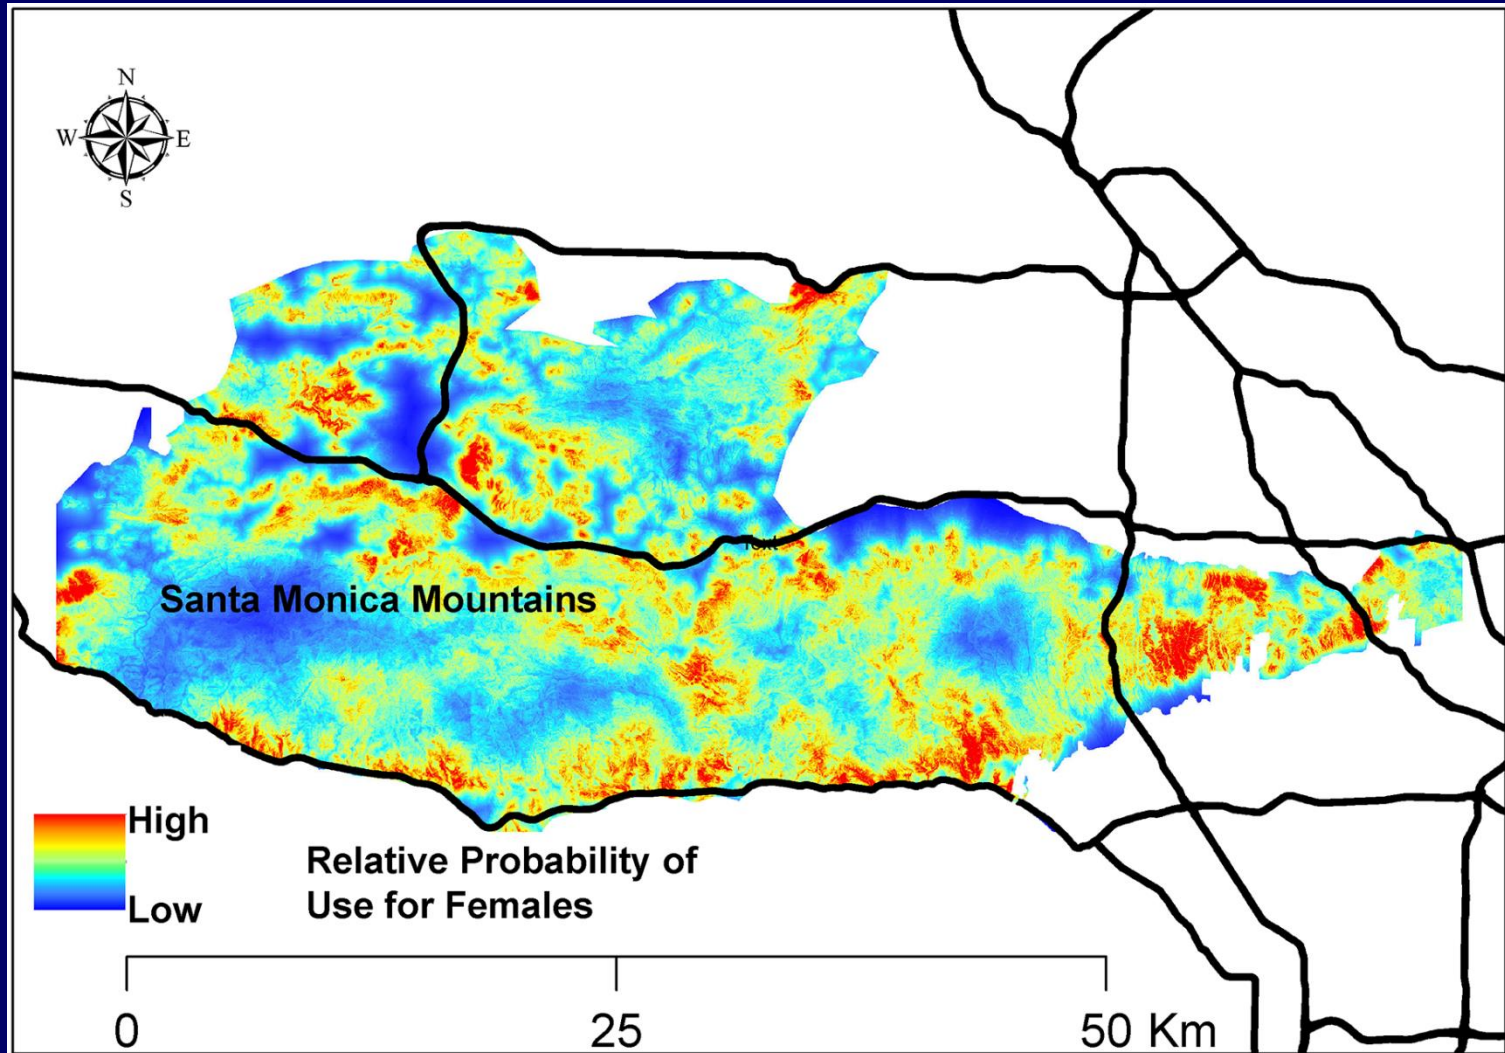 N
W E
S
Santa Monica Mountains
High
Low
Relative Probability of
Use for Females
0 25 50 Km